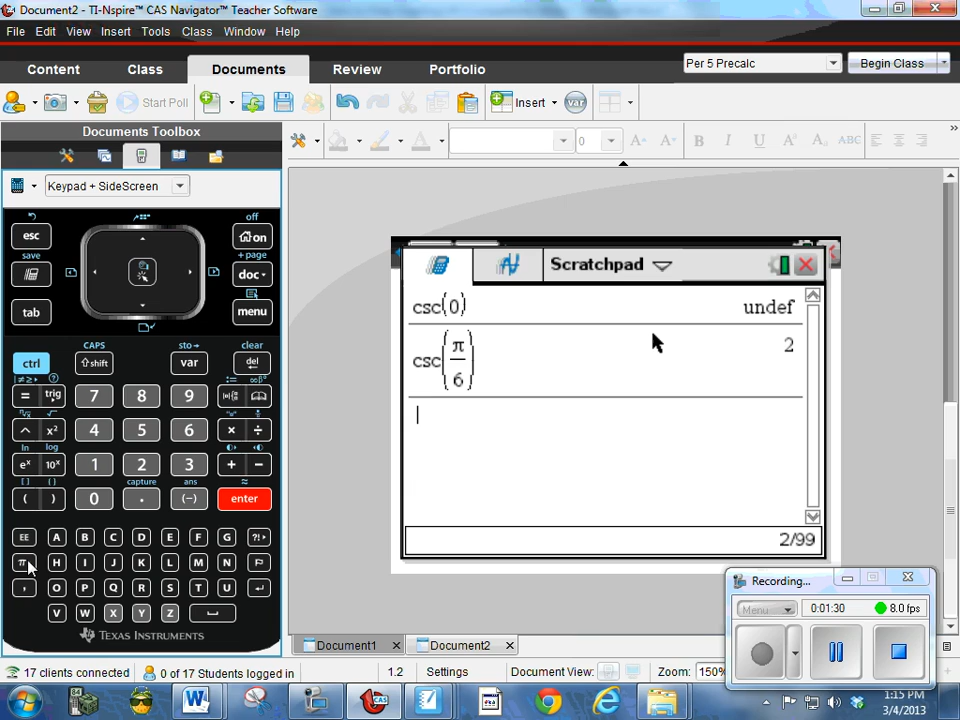 Document2 - TI-Nspire™ CAS Navigator™ Teacher Software
File Edit View Insert Tools Class Window Help
Content Class Documents Review Portfolio
Per 5 Precalc Begin Class
Start Poll Insert var
Documents Toolbox
0 B I U A A ABC
Keypad + SideScreen
off
esc on
save + page
doc
tab menu
CAPS sto→ clear
ctrl shift var del
= trig 7 8 9
^ x² 4 5 6 × ÷
ln log
eˣ 10ˣ 1 2 3 + −
capture ans ≈
( ) 0 . (−) enter
EE A B C D E F G ?!
π H I J K L M N
, O P Q R S T U
V W X Y Z
TEXAS INSTRUMENTS
Scratchpad
csc(0) undef
csc(π/6) 2
2/99
Recording...
Menu 0:01:30 8.0 fps
Document1 Document2
17 clients connected 0 of 17 Students logged in 1.2 Settings Document View: Zoom: 150%
CAS
1:15 PM
3/4/2013